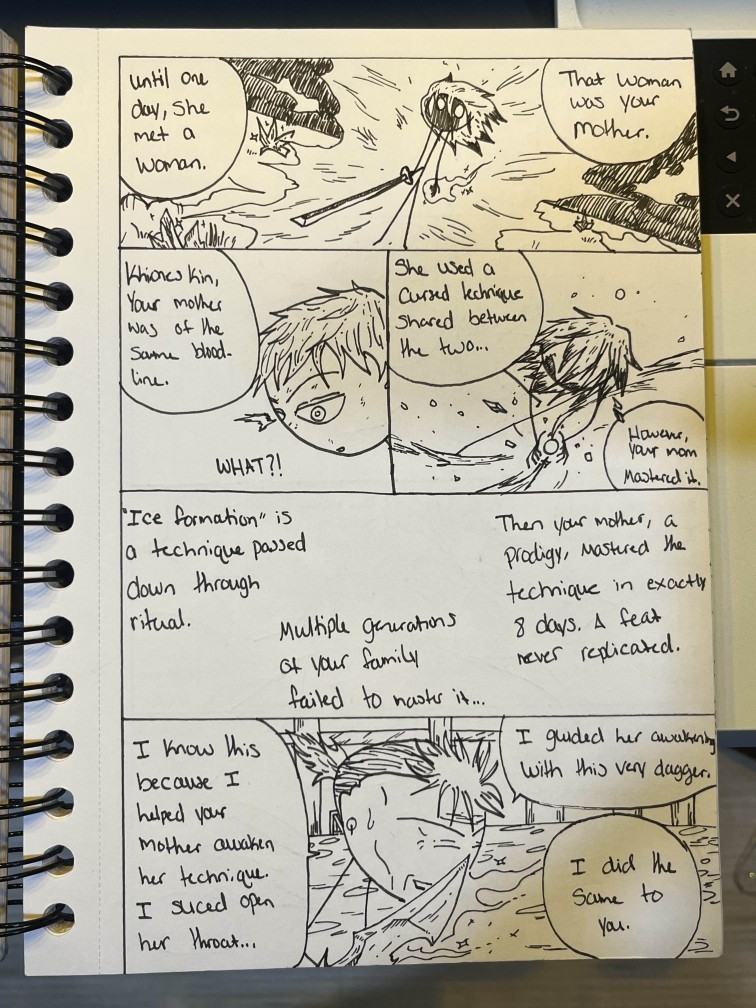 until one
day, she
met a
woman.
That woman
was your
mother.
Khiones kin,
Your mother
was of the
same blood-
line.
WHAT?!
She used a
cursed technique
shared between
the two...
However,
your mom
Mastered it.
"Ice formation" is
a technique passed
down through
ritual.
Multiple generations
of your family
failed to master it...
Then your mother, a
prodigy, mastered the
technique in exactly
8 days. A feat
never replicated.
I know this
because I
helped your
mother awaken
her technique.
I sliced open
her throat...
I guided her awakening
with this very dagger.
I did the
same to
you.